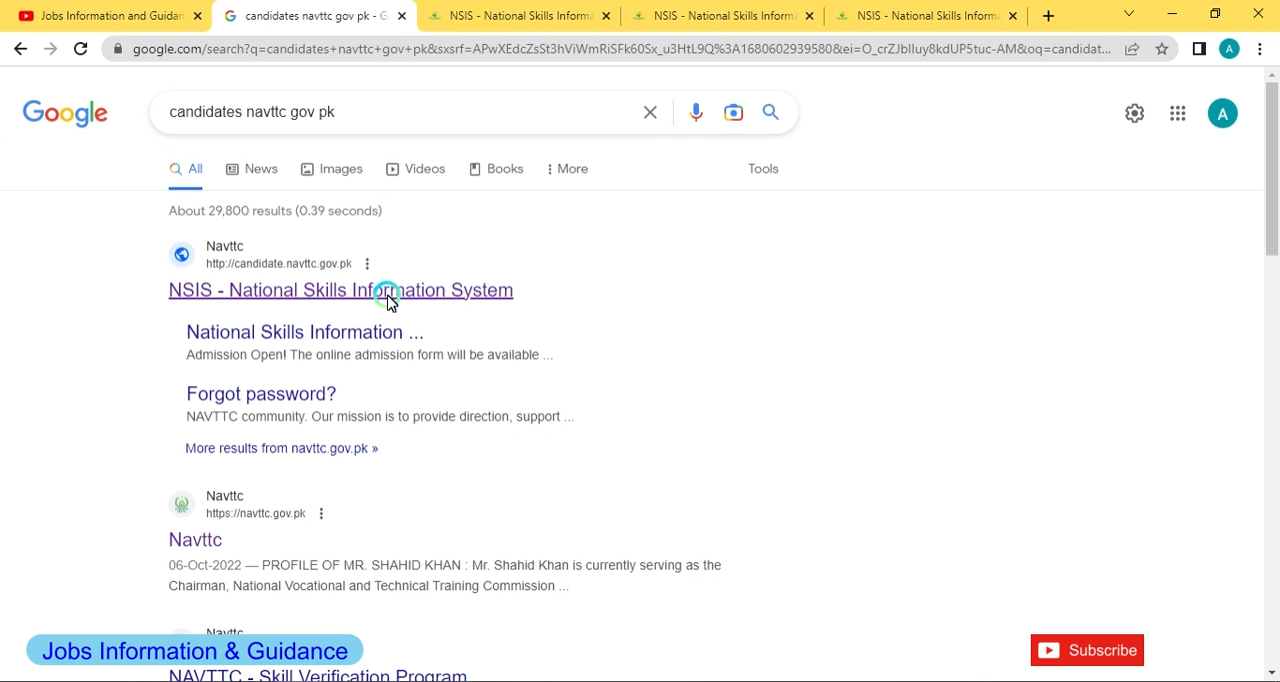 Jobs Information and Guidan
candidates navttc gov pk - G
NSIS - National Skills Informa
NSIS - National Skills Informa
NSIS - National Skills Informa
google.com/search?q=candidates+navttc+gov+pk&sxsrf=APwXEdcZsSt3hViWmRiSFk60Sx_u3HtL9Q%3A1680602939580&ei=O_crZJblIuy8kdUP5tuc-AM&oq=candidat...
A
Google
candidates navttc gov pk
A
All
News
Images
Videos
Books
More
Tools
About 29,800 results (0.39 seconds)
Navttc
http://candidate.navttc.gov.pk
NSIS - National Skills Information System
National Skills Information ...
Admission Open! The online admission form will be available ...
Forgot password?
NAVTTC community. Our mission is to provide direction, support ...
More results from navttc.gov.pk »
Navttc
https://navttc.gov.pk
Navttc
06-Oct-2022 — PROFILE OF MR. SHAHID KHAN : Mr. Shahid Khan is currently serving as the
Chairman, National Vocational and Technical Training Commission ...
Navttc
Jobs Information & Guidance
Subscribe
NAVTTC - Skill Verification Program